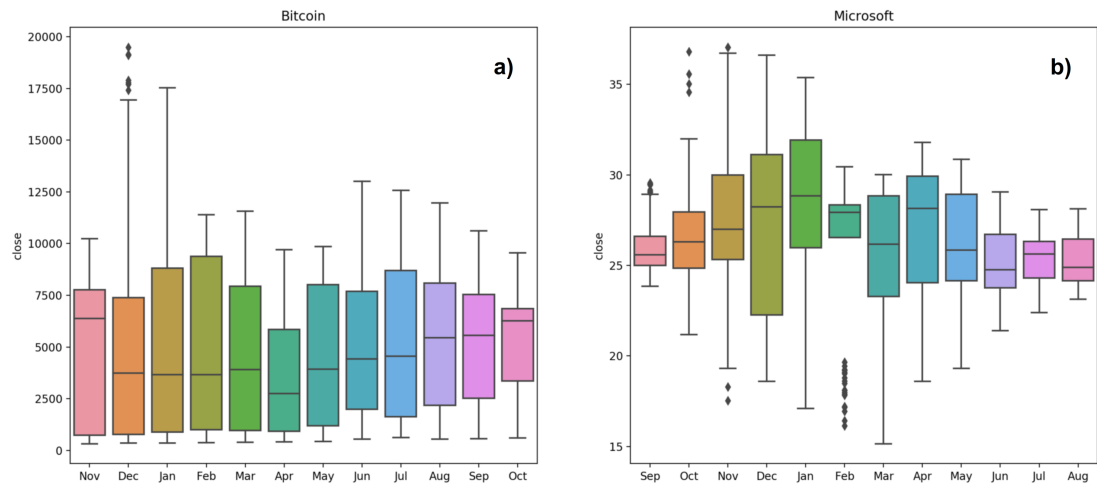 Bitcoin
a)
20000
17500
15000
12500
10000
7500
5000
2500
0
close
Nov Dec Jan Feb Mar Apr May Jun Jul Aug Sep Oct
Microsoft
b)
35
30
25
20
15
close
Sep Oct Nov Dec Jan Feb Mar Apr May Jun Jul Aug